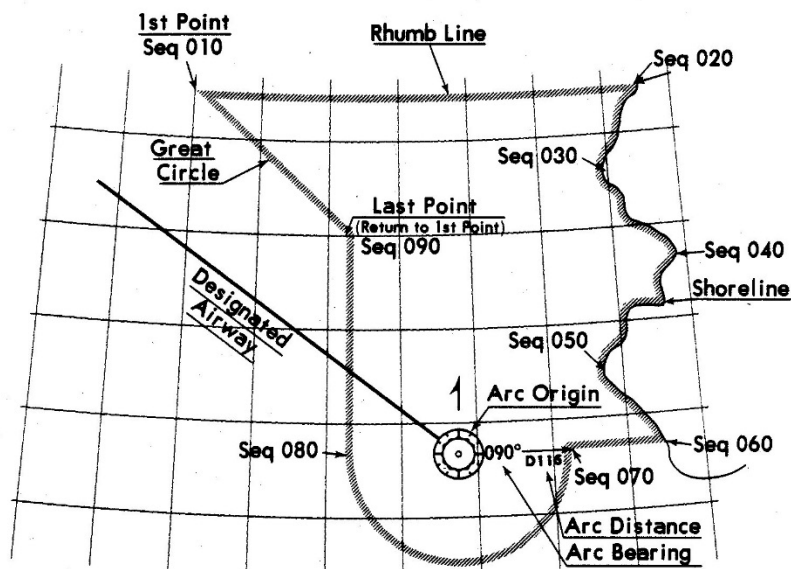 1st Point
Seq 010
Rhumb Line
Seq 020
Great
Circle
Seq 030
Last Point
(Return to 1st Point)
Seq 090
Seq 040
Designated
Airway
Shoreline
Seq 050
Arc Origin
Seq 080
090°
D116
Seq 060
Seq 070
Arc Distance
Arc Bearing